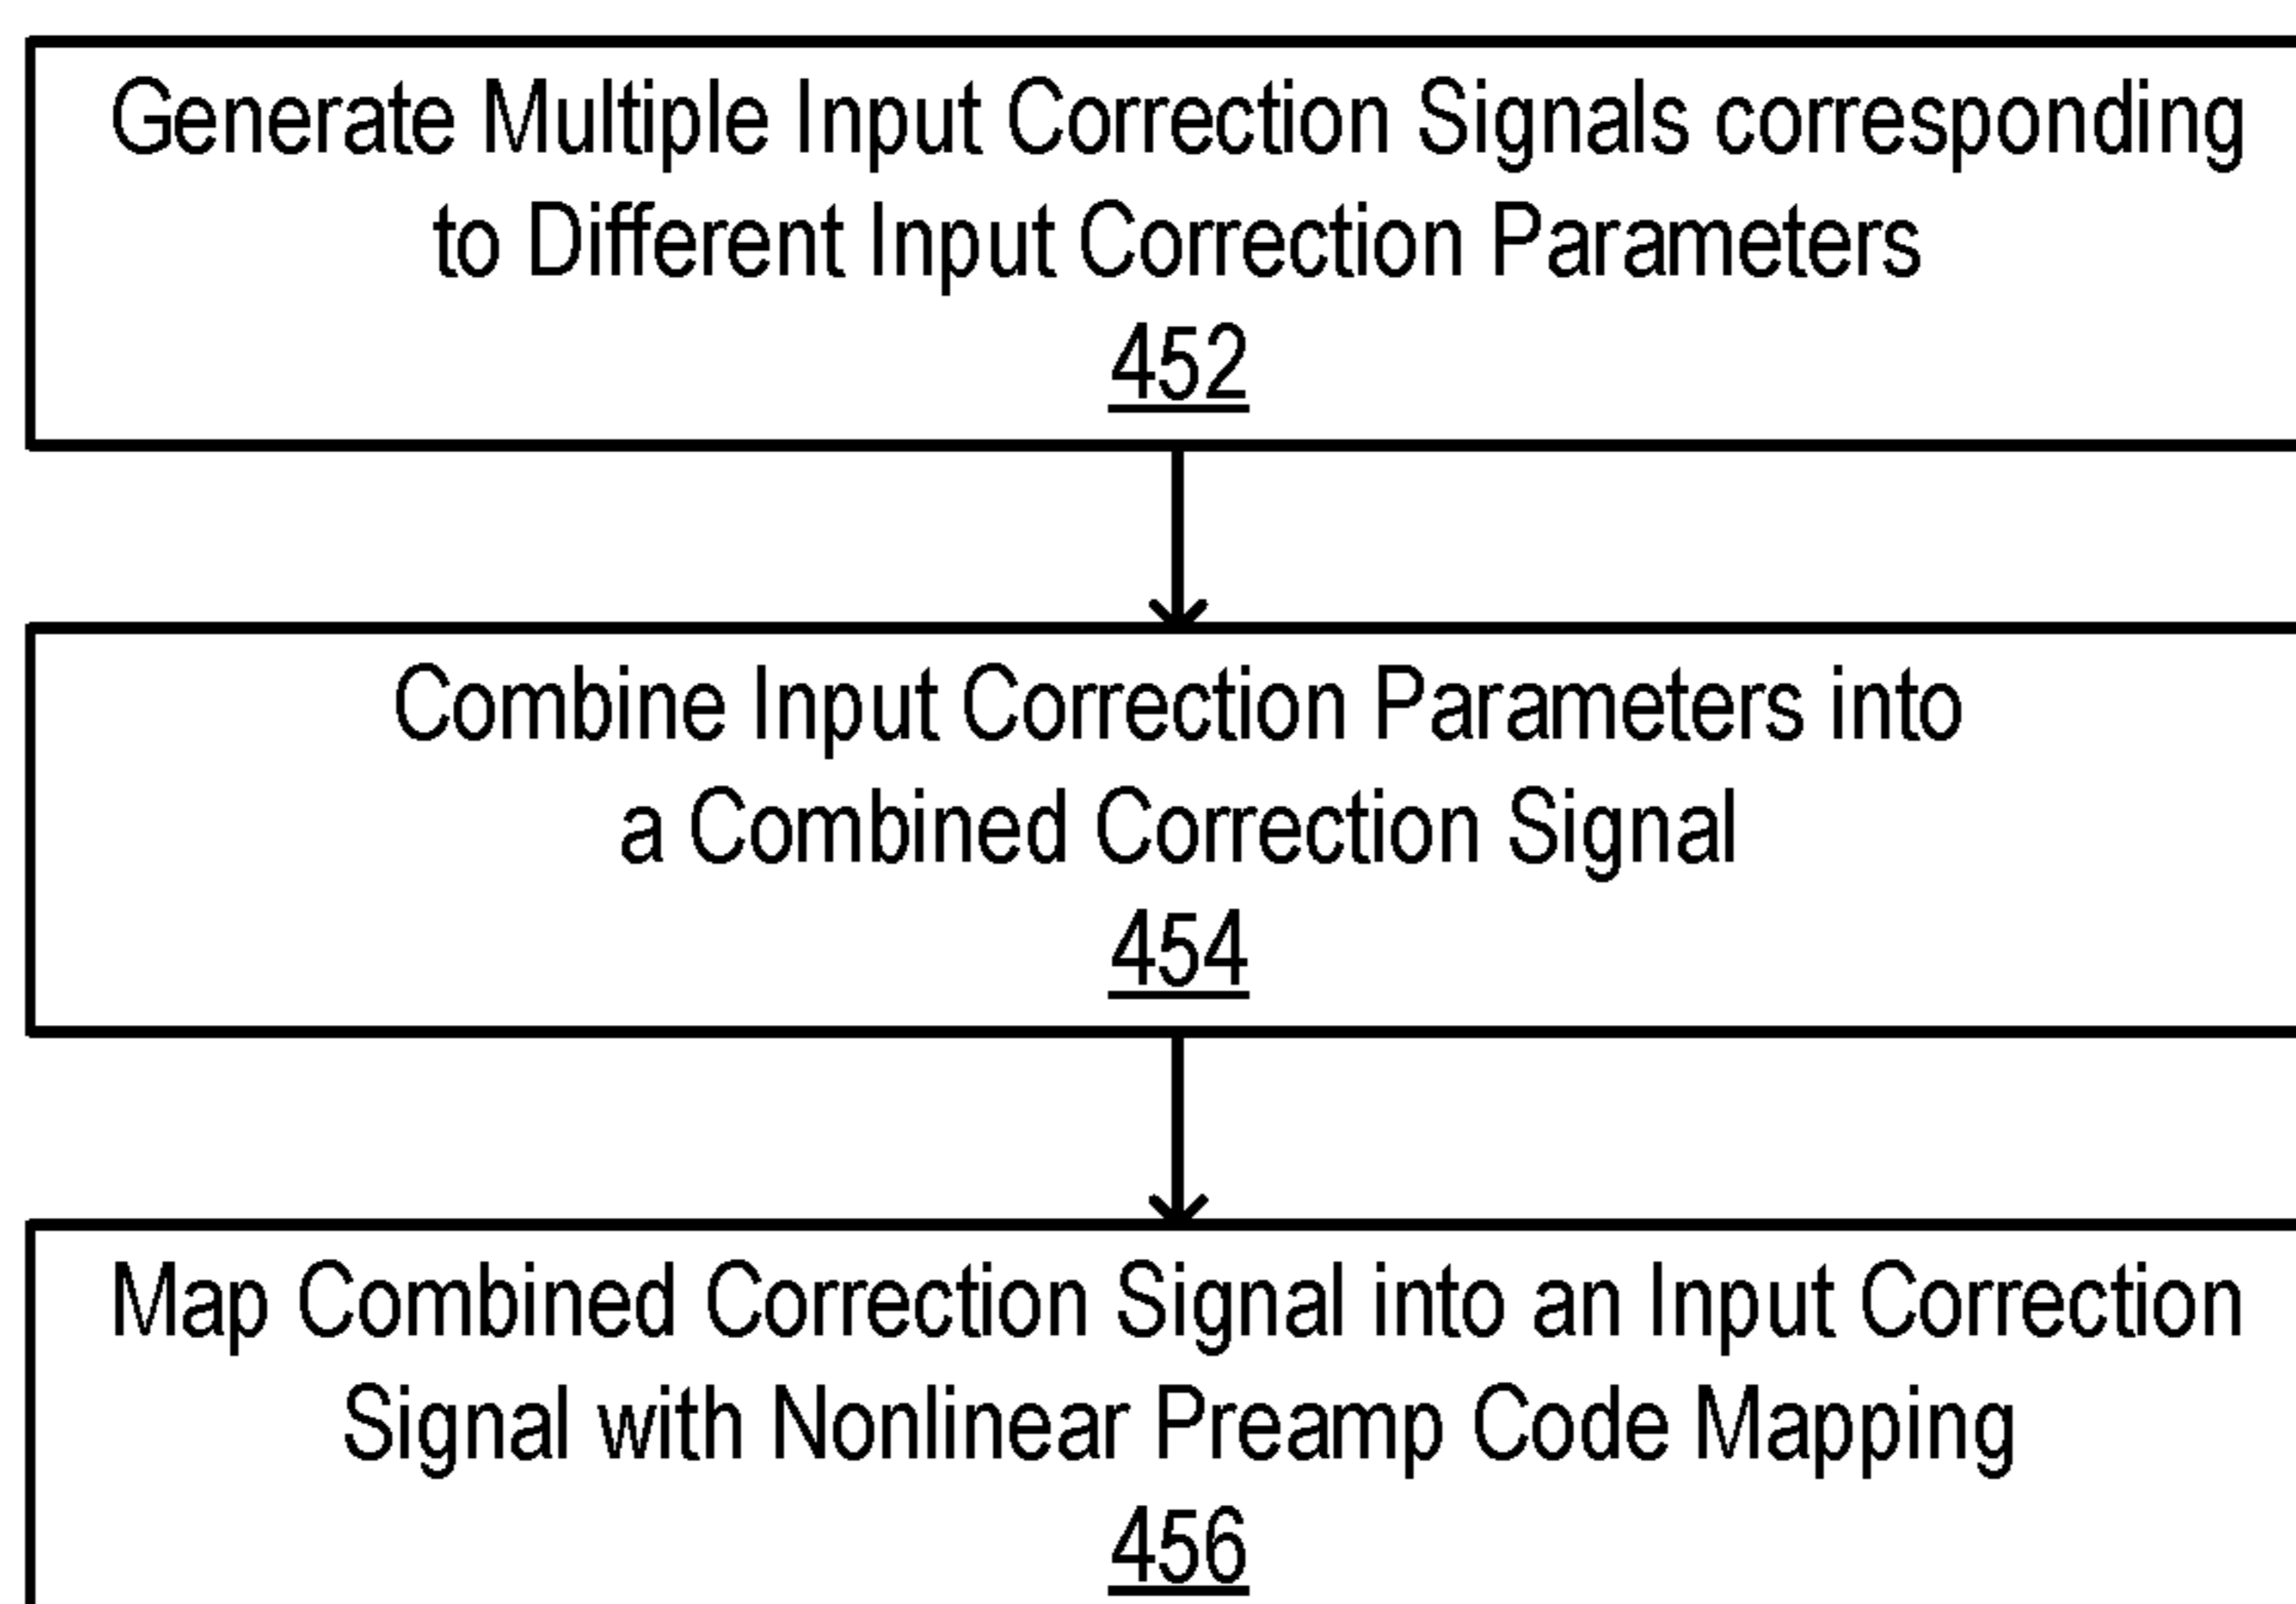 Generate Multiple Input Correction Signals corresponding
to Different Input Correction Parameters
452
Combine Input Correction Parameters into
a Combined Correction Signal
454
Map Combined Correction Signal into an Input Correction
Signal with Nonlinear Preamp Code Mapping
456